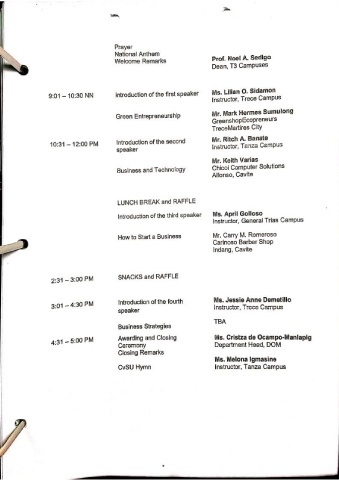 Prayer
National Anthem
Welcome Remarks
Prof. Noel A. Sedigo
Dean, T3 Campuses
9:01 – 10:30 NN
Introduction of the first speaker
Ms. Lilian O. Sidamon
Instructor, Trece Campus
Green Entrepreneurship
Mr. Mark Hermes Sumulong
GreenshopEcopreneurs
TreceMartires City
10:31 – 12:00 PM
Introduction of the second
speaker
Mr. Ritch A. Banate
Instructor, Tanza Campus
Business and Technology
Mr. Keith Varias
Chicoi Computer Solutions
Alfonso, Cavite
LUNCH BREAK and RAFFLE
Introduction of the third speaker
Ms. April Golloso
Instructor, General Trias Campus
How to Start a Business
Mr. Carry M. Romeroso
Carinoso Barber Shop
Indang, Cavite
2:31 – 3:00 PM
SNACKS and RAFFLE
3:01 – 4:30 PM
Introduction of the fourth
speaker
Ms. Jessie Anne Demetillo
Instructor, Trece Campus
Business Strategies
TBA
4:31 – 5:00 PM
Awarding and Closing
Ceremony
Closing Remarks
Ms. Cristza de Ocampo-Manlapig
Department Head, DOM
CvSU Hymn
Ms. Melona Igmasine
Instructor, Tanza Campus